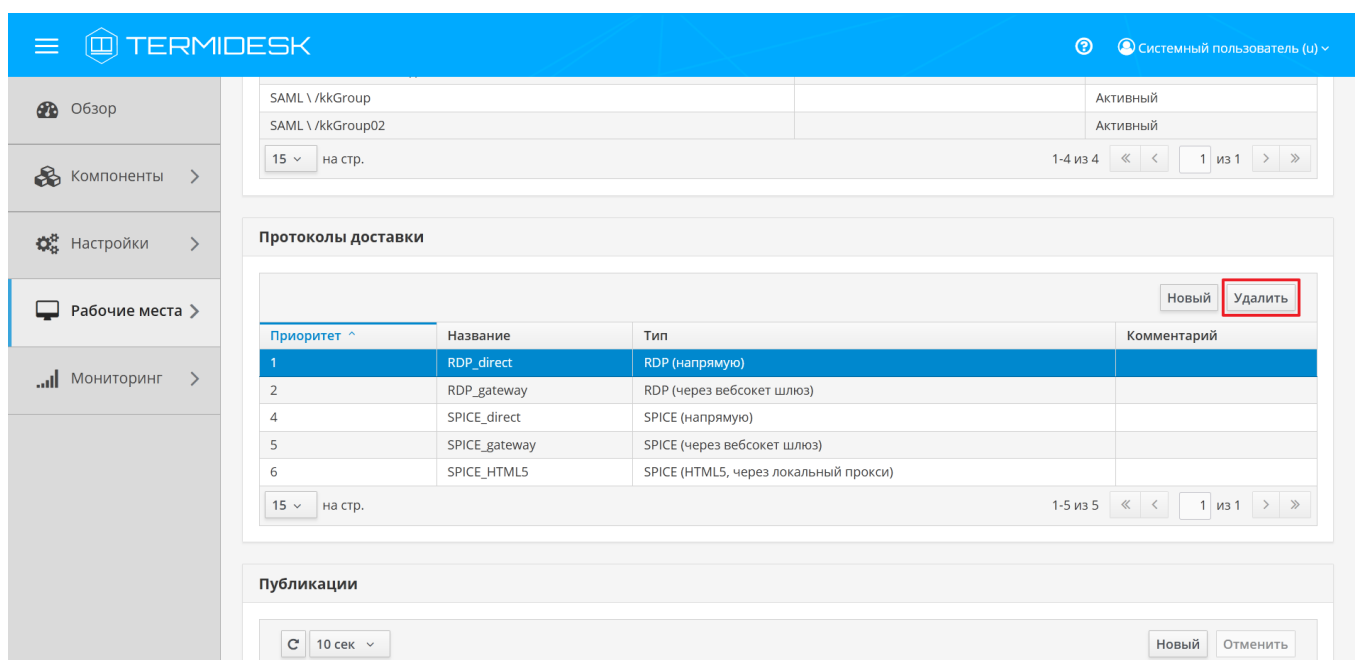 TERMIDESK
Системный пользователь (u)
Обзор
Компоненты
Настройки
Рабочие места
Мониторинг
SAML \ /kkGroup Активный
SAML \ /kkGroup02 Активный
15 на стр. 1-4 из 4 1 из 1
Протоколы доставки
Новый Удалить
Приоритет Название Тип Комментарий
1 RDP_direct RDP (напрямую)
2 RDP_gateway RDP (через вебсокет шлюз)
4 SPICE_direct SPICE (напрямую)
5 SPICE_gateway SPICE (через вебсокет шлюз)
6 SPICE_HTML5 SPICE (HTML5, через локальный прокси)
15 на стр. 1-5 из 5 1 из 1
Публикации
10 сек Новый Отменить